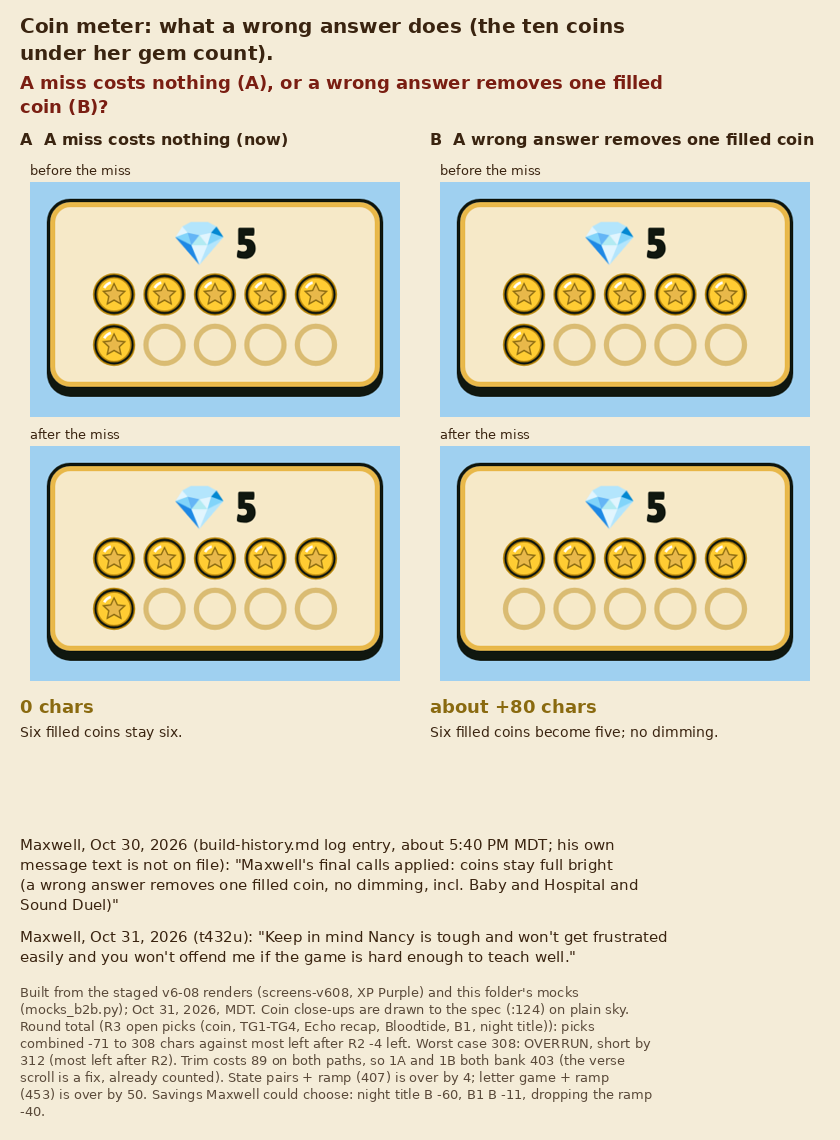 Coin meter: what a wrong answer does (the ten coins
under her gem count).
A miss costs nothing (A), or a wrong answer removes one filled
coin (B)?
A  A miss costs nothing (now)
B  A wrong answer removes one filled coin
before the miss
before the miss
5
5
after the miss
after the miss
5
5
0 chars
about +80 chars
Six filled coins stay six.
Six filled coins become five; no dimming.
Maxwell, Oct 30, 2026 (build-history.md log entry, about 5:40 PM MDT; his own
message text is not on file): "Maxwell's final calls applied: coins stay full bright
(a wrong answer removes one filled coin, no dimming, incl. Baby and Hospital and
Sound Duel)"
Maxwell, Oct 31, 2026 (t432u): "Keep in mind Nancy is tough and won't get frustrated
easily and you won't offend me if the game is hard enough to teach well."
Built from the staged v6-08 renders (screens-v608, XP Purple) and this folder's mocks
(mocks_b2b.py); Oct 31, 2026, MDT. Coin close-ups are drawn to the spec (:124) on plain sky.
Round total (R3 open picks (coin, TG1-TG4, Echo recap, Bloodtide, B1, night title)): picks
combined -71 to 308 chars against most left after R2 -4 left. Worst case 308: OVERRUN, short by
312 (most left after R2). Trim costs 89 on both paths, so 1A and 1B both bank 403 (the verse
scroll is a fix, already counted). State pairs + ramp (407) is over by 4; letter game + ramp
(453) is over by 50. Savings Maxwell could choose: night title B -60, B1 B -11, dropping the ramp
-40.